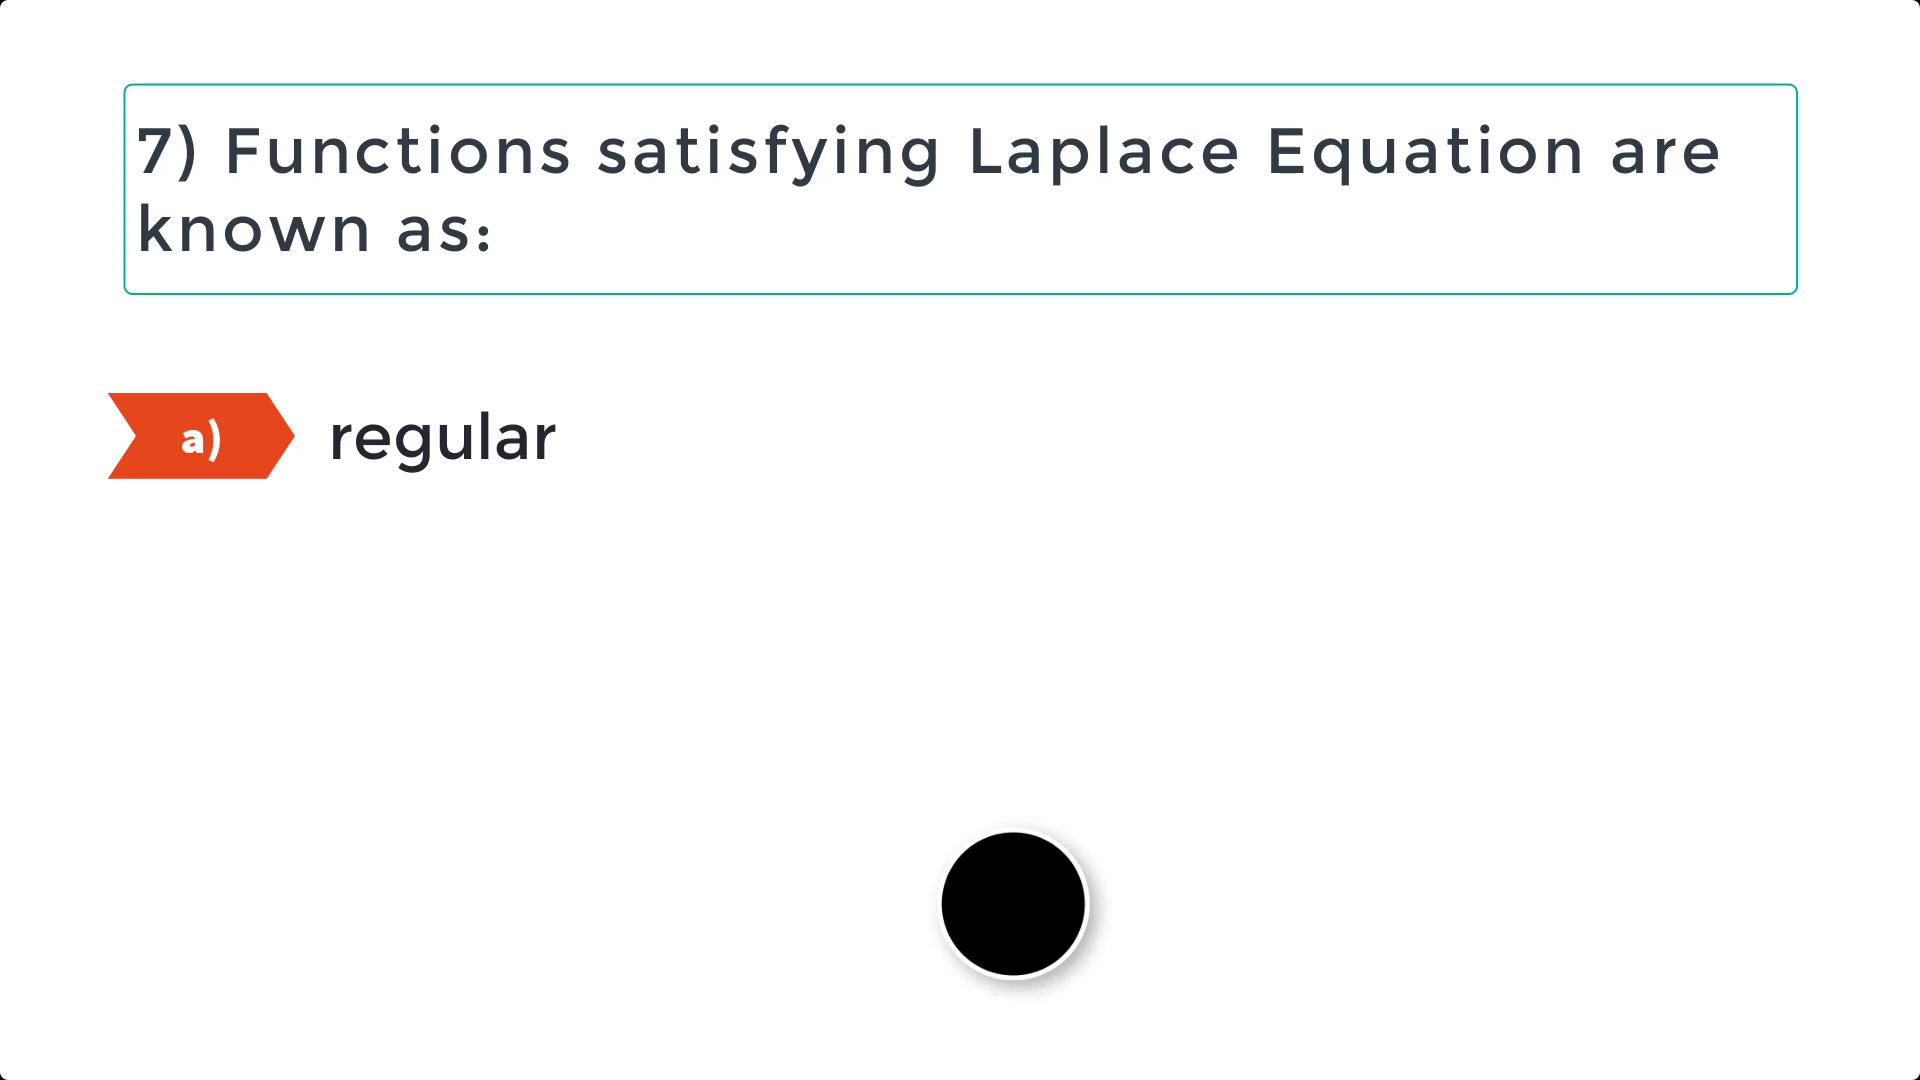 7) Functions satisfying Laplace Equation are
known as:
a) regular